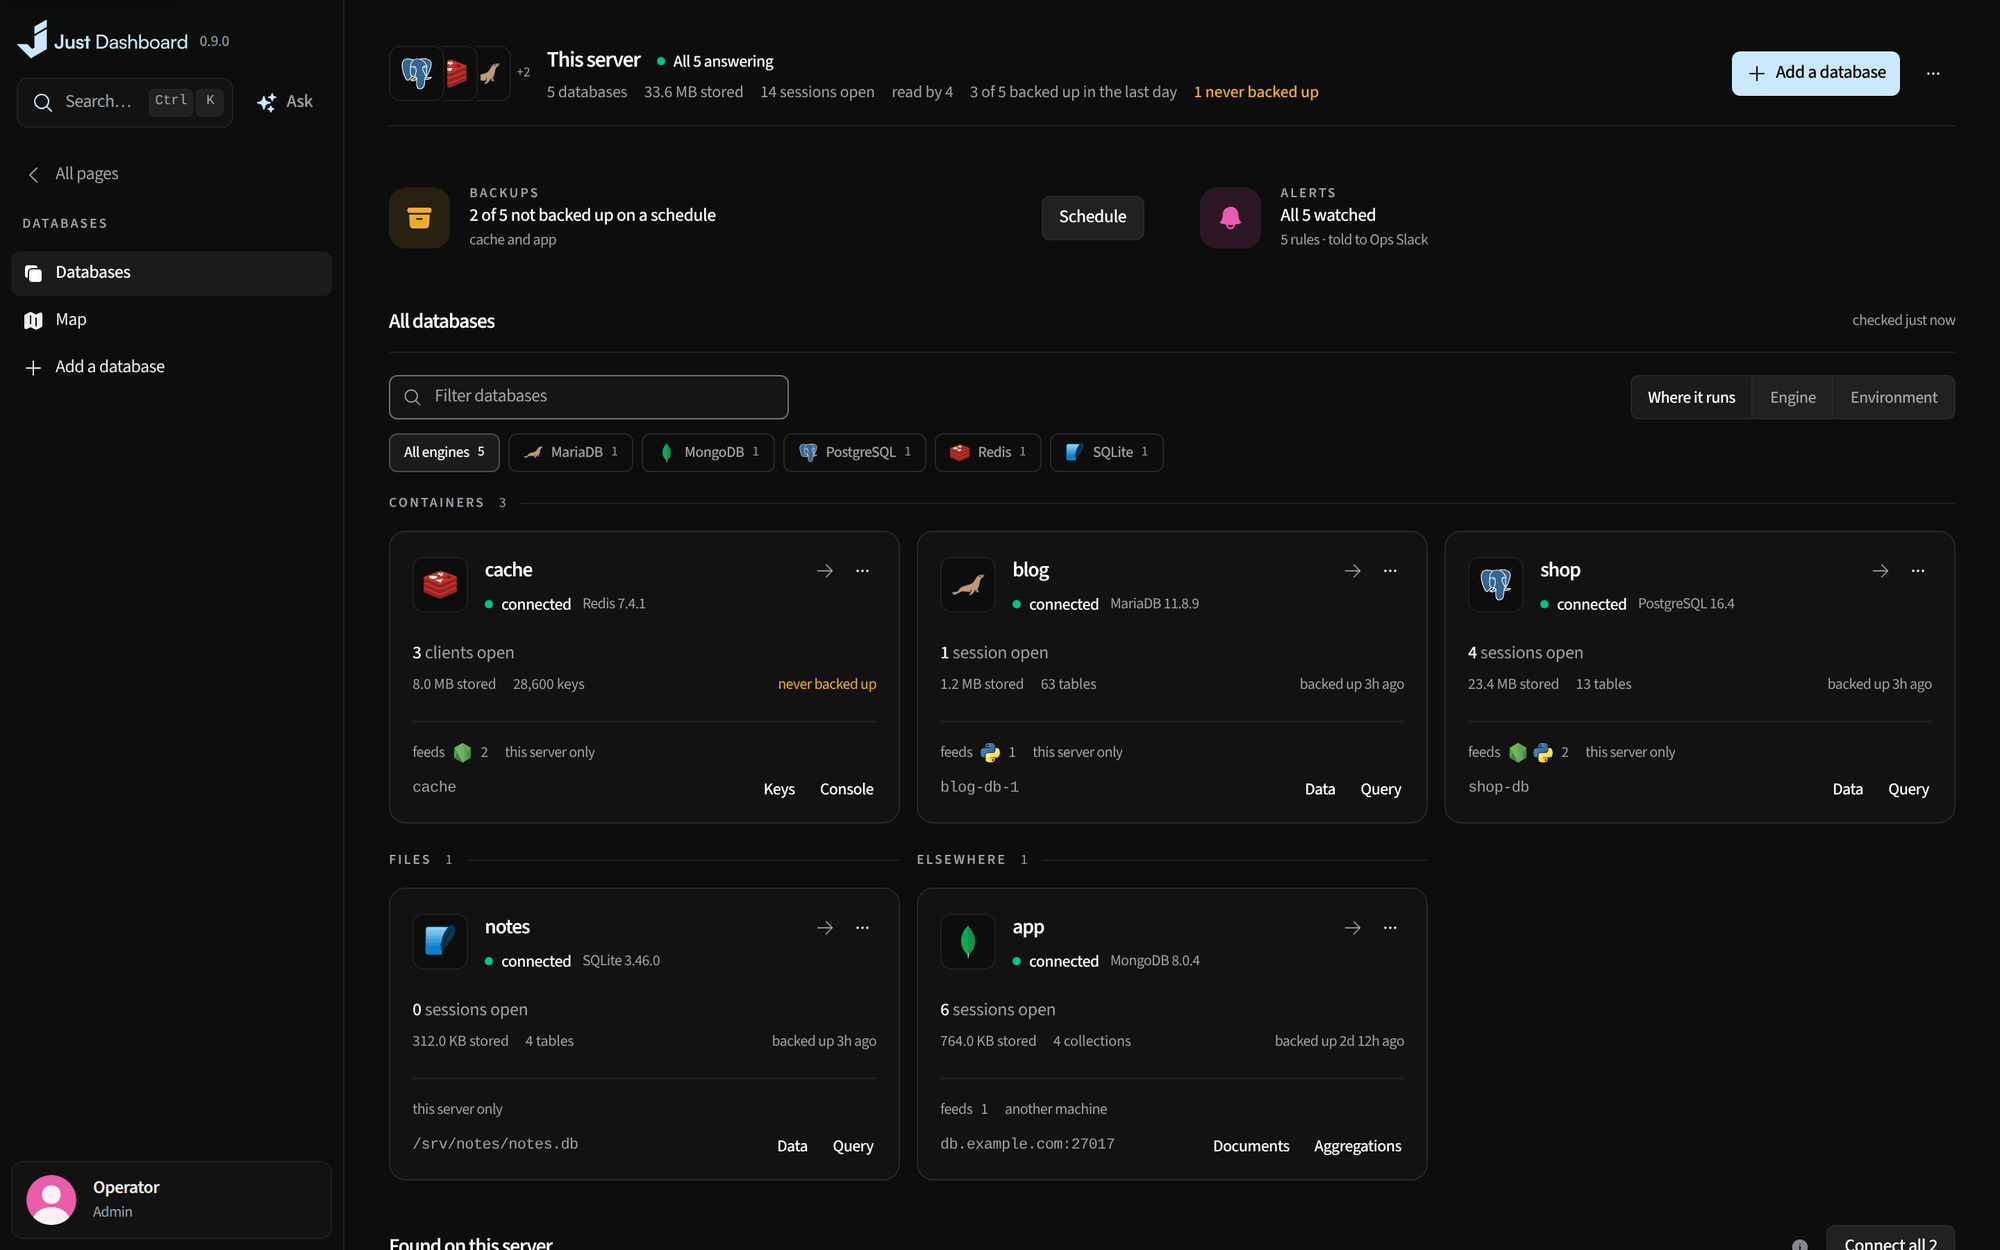 Just Dashboard 0.9.0
Search... Ctrl K
Ask
All pages
DATABASES
Databases
Map
Add a database
Operator
Admin
+2
This server All 5 answering
5 databases 33.6 MB stored 14 sessions open read by 4 3 of 5 backed up in the last day 1 never backed up
Add a database
BACKUPS
2 of 5 not backed up on a schedule
cache and app
Schedule
ALERTS
All 5 watched
5 rules · told to Ops Slack
All databases
checked just now
Filter databases
Where it runs Engine Environment
All engines 5 MariaDB 1 MongoDB 1 PostgreSQL 1 Redis 1 SQLite 1
CONTAINERS 3
cache
connected Redis 7.4.1
3 clients open
8.0 MB stored 28,600 keys never backed up
feeds 2 this server only
cache Keys Console
blog
connected MariaDB 11.8.9
1 session open
1.2 MB stored 63 tables backed up 3h ago
feeds 1 this server only
blog-db-1 Data Query
shop
connected PostgreSQL 16.4
4 sessions open
23.4 MB stored 13 tables backed up 3h ago
feeds 2 this server only
shop-db Data Query
FILES 1
notes
connected SQLite 3.46.0
0 sessions open
312.0 KB stored 4 tables backed up 3h ago
this server only
/srv/notes/notes.db Data Query
ELSEWHERE 1
app
connected MongoDB 8.0.4
6 sessions open
764.0 KB stored 4 collections backed up 2d 12h ago
feeds 1 another machine
db.example.com:27017 Documents Aggregations
Found on this server
Connect all 2